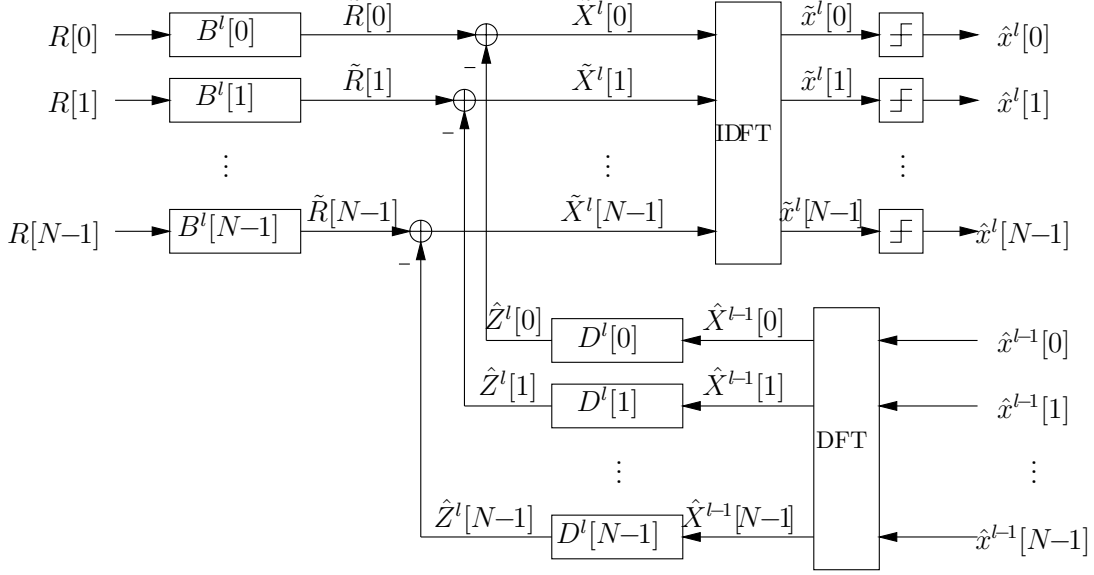 R[0] B^l[0] R̃[0] X̃^l[0] x̃^l[0] x̂^l[0]
−
R[1] B^l[1] R̃[1] X̃^l[1] x̃^l[1] x̂^l[1]
−
IDFT
⋮ ⋮ ⋮
R[N−1] B^l[N−1] R̃[N−1] X̃^l[N−1] x̃^l[N−1] x̂^l[N−1]
−
Ẑ^l[0] D^l[0] X̂^{l−1}[0] x̂^{l−1}[0]
Ẑ^l[1] D^l[1] X̂^{l−1}[1] x̂^{l−1}[1]
DFT
⋮ ⋮
Ẑ^l[N−1] D^l[N−1] X̂^{l−1}[N−1] x̂^{l−1}[N−1]